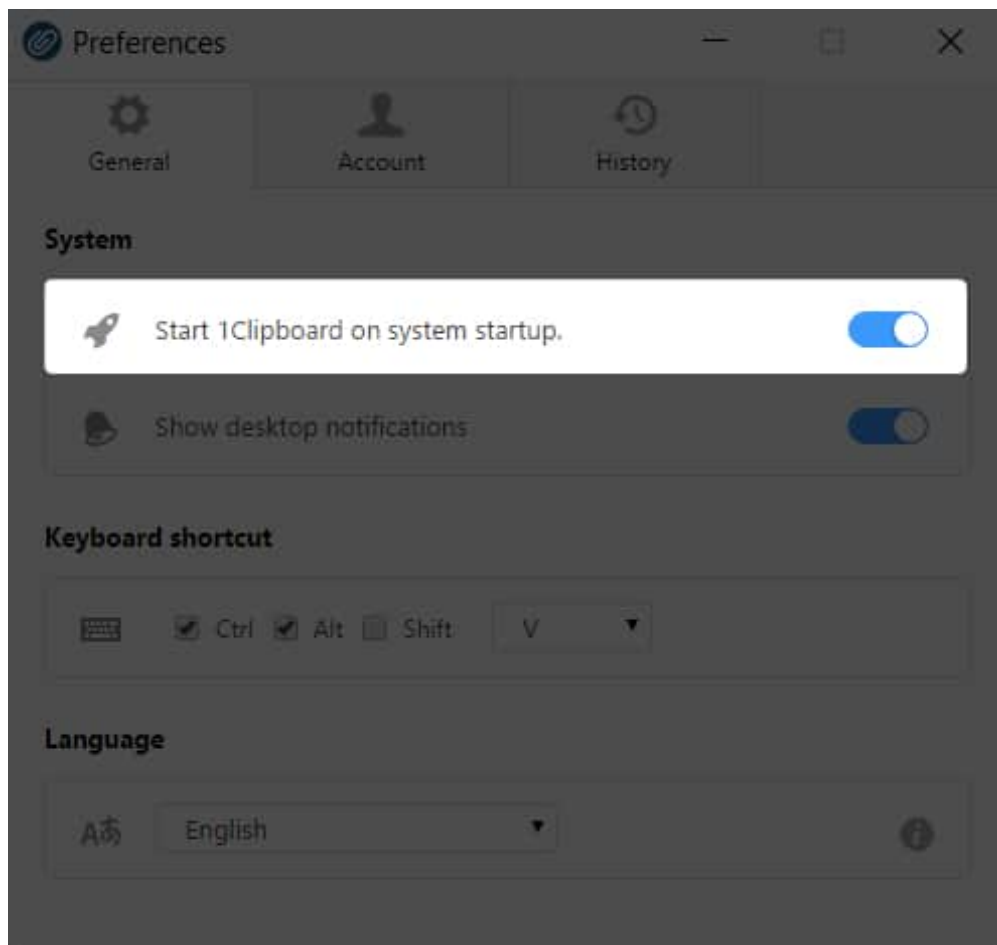 Preferences
General Account History
System
Start 1Clipboard on system startup.
Show desktop notifications
Keyboard shortcut
Ctrl Alt Shift V
Language
Aあ English